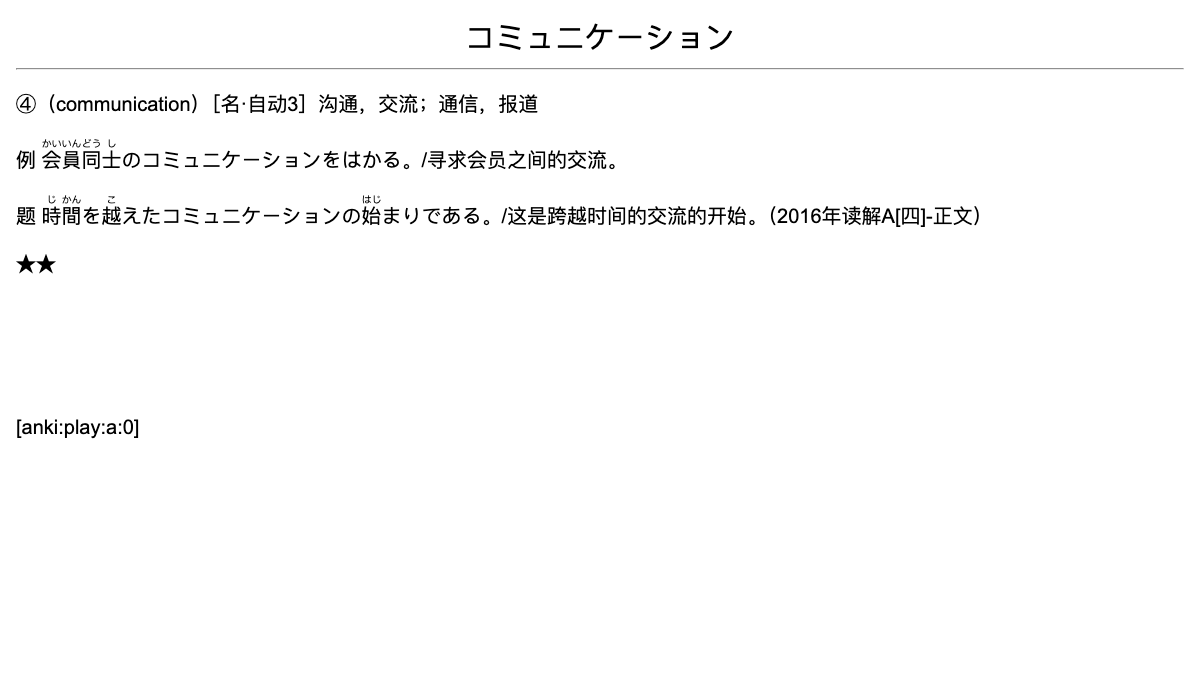 コミュニケーション
④（communication）［名·自动3］沟通，交流；通信，报道
かいいんどう し
例 会員同士のコミュニケーションをはかる。/寻求会员之间的交流。
じ かん こ はじ
题 時間を越えたコミュニケーションの始まりである。/这是跨越时间的交流的开始。（2016年读解A[四]-正文）
★★
[anki:play:a:0]